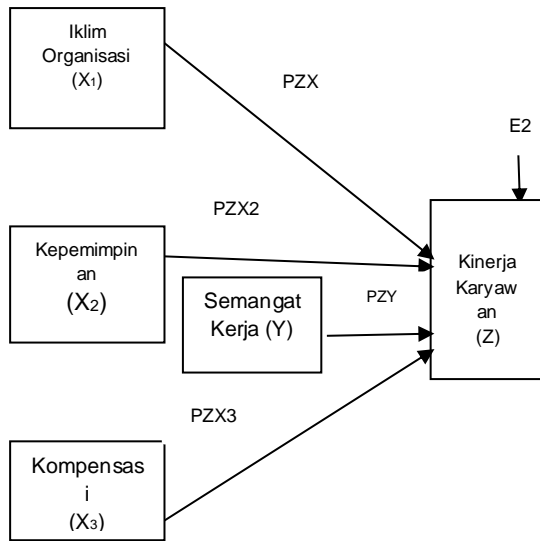 Iklim
Organisasi
(X1)
PZX
E2
PZX2
Kepemimpin
an
(X2)
Kinerja
Karyaw
an
(Z)
Semangat
Kerja (Y)
PZY
PZX3
Kompensas
i
(X3)